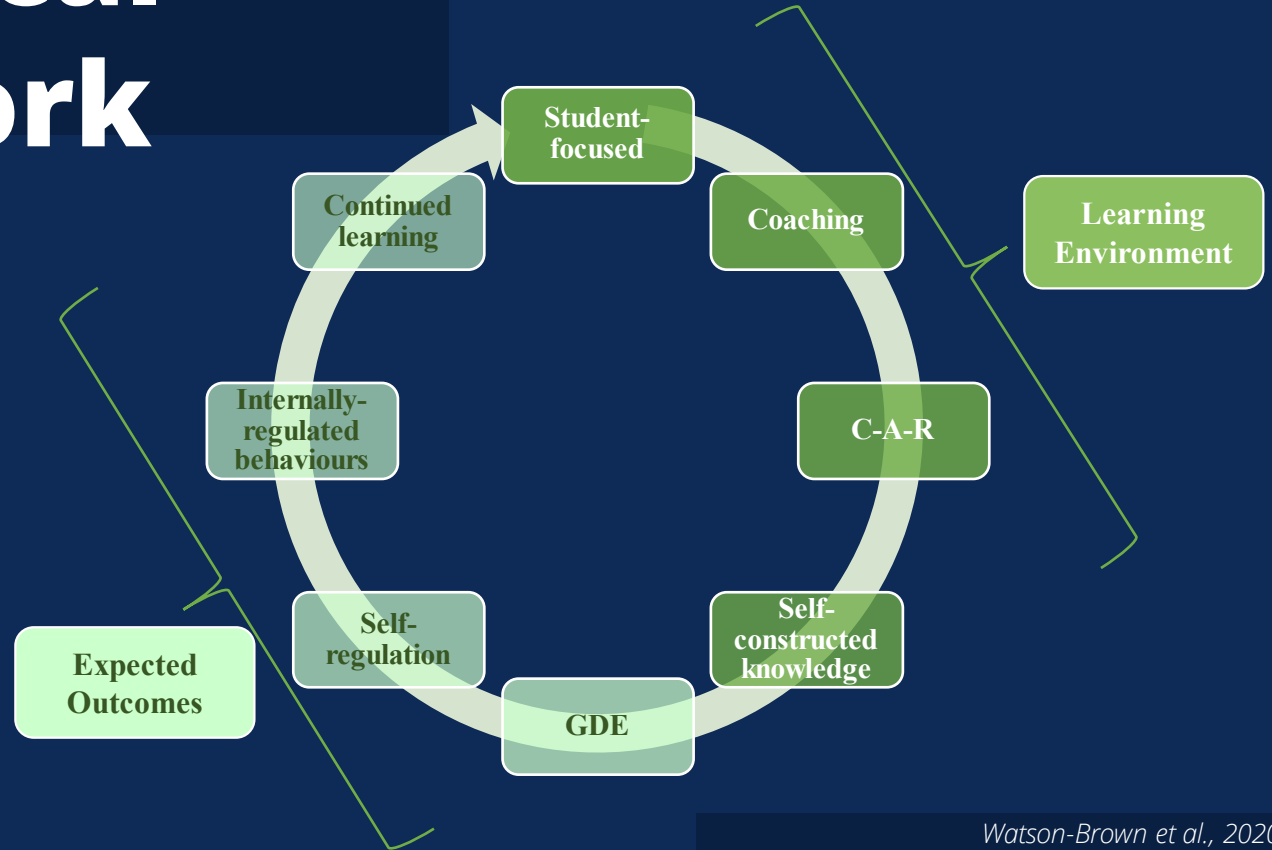 ork
Student-
focused
Coaching
C-A-R
Self-
constructed
knowledge
GDE
Self-
regulation
Internally-
regulated
behaviours
Continued
learning
Learning
Environment
Expected
Outcomes
Watson-Brown et al., 2020